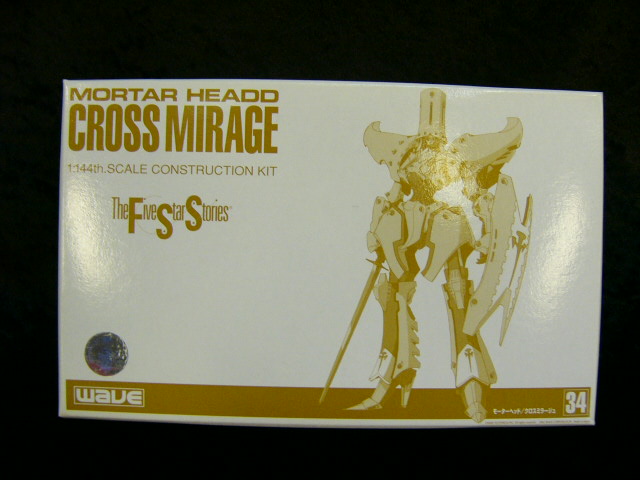 MORTAR HEADD
CROSS MIRAGE
1:144th.SCALE CONSTRUCTION KIT
The Five Star Stories
wave
モーターヘッド/クロスミラージュ
34